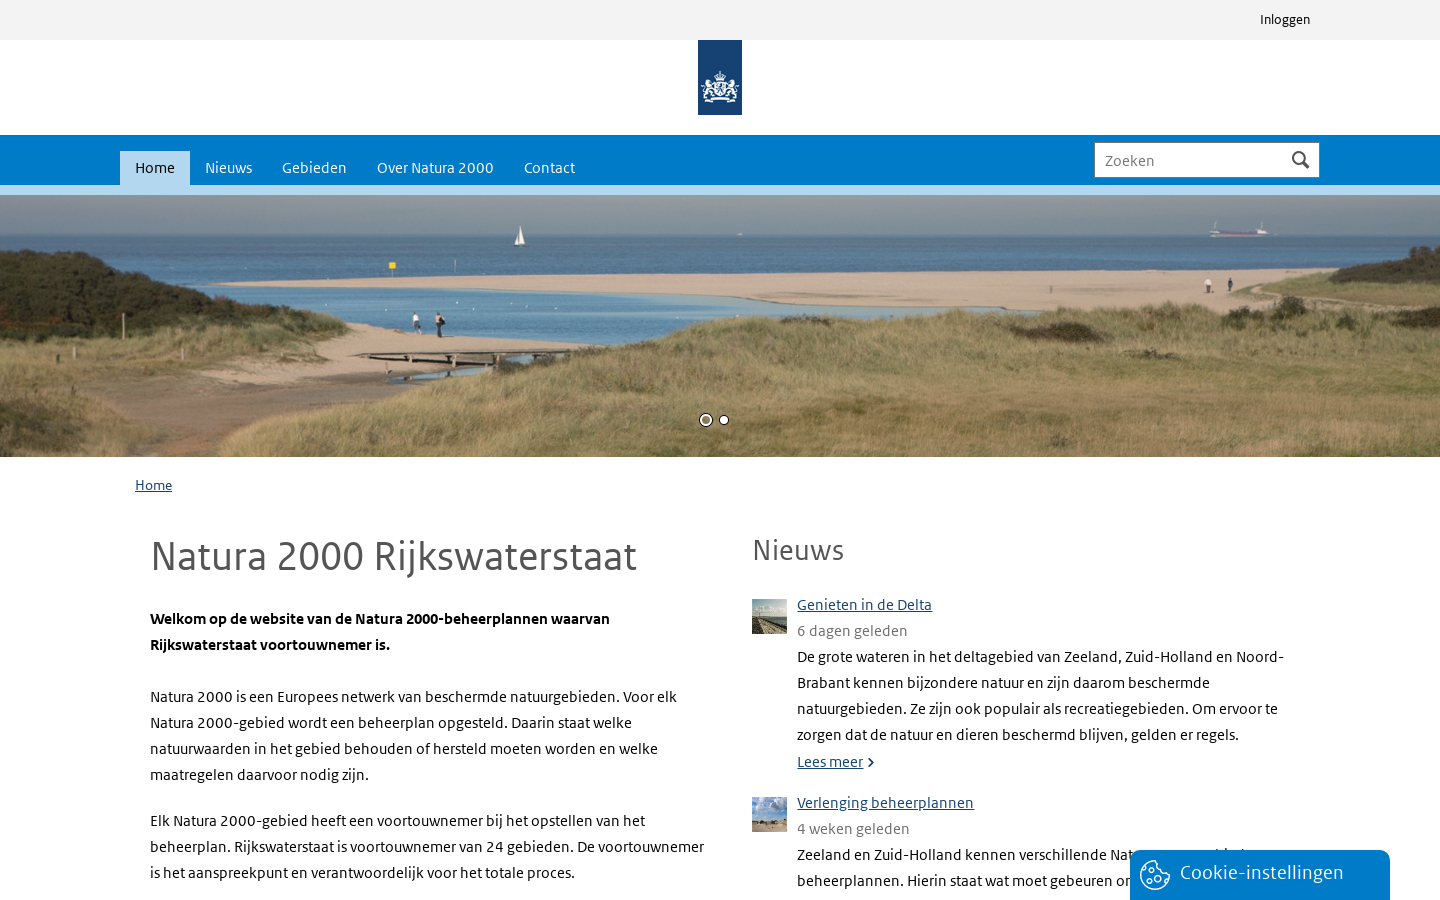 Inloggen
Home
Nieuws
Gebieden
Over Natura 2000
Contact
Zoeken
Home
Natura 2000 Rijkswaterstaat
Welkom op de website van de Natura 2000-beheerplannen waarvan
Rijkswaterstaat voortouwnemer is.
Natura 2000 is een Europees netwerk van beschermde natuurgebieden. Voor elk
Natura 2000-gebied wordt een beheerplan opgesteld. Daarin staat welke
natuurwaarden in het gebied behouden of hersteld moeten worden en welke
maatregelen daarvoor nodig zijn.
Elk Natura 2000-gebied heeft een voortouwnemer bij het opstellen van het
beheerplan. Rijkswaterstaat is voortouwnemer van 24 gebieden. De voortouwnemer
is het aanspreekpunt en verantwoordelijk voor het totale proces.
Nieuws
Genieten in de Delta
6 dagen geleden
De grote wateren in het deltagebied van Zeeland, Zuid-Holland en Noord-
Brabant kennen bijzondere natuur en zijn daarom beschermde
natuurgebieden. Ze zijn ook populair als recreatiegebieden. Om ervoor te
zorgen dat de natuur en dieren beschermd blijven, gelden er regels.
Lees meer
Verlenging beheerplannen
4 weken geleden
Zeeland en Zuid-Holland kennen verschillende
beheerplannen. Hierin staat wat moet gebeuren
Cookie-instellingen